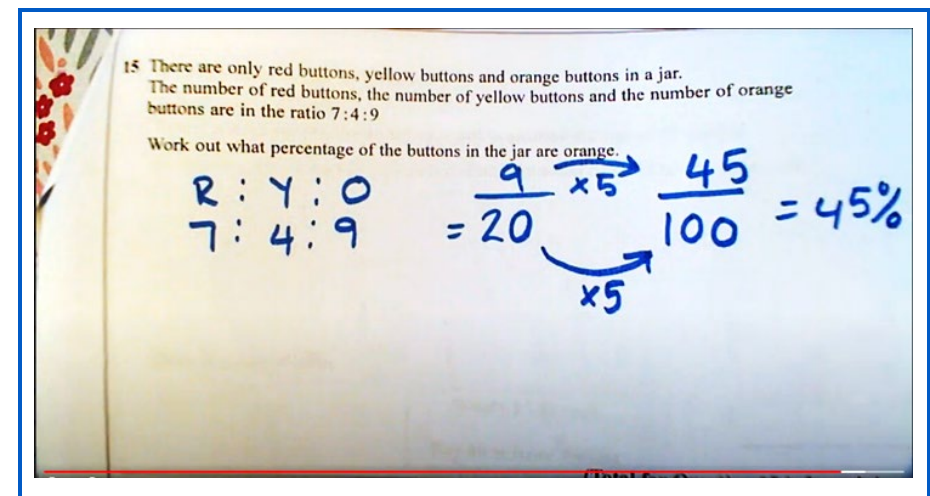 15 There are only red buttons, yellow buttons and orange buttons in a jar.
The number of red buttons, the number of yellow buttons and the number of orange
buttons are in the ratio 7:4:9
Work out what percentage of the buttons in the jar are orange.
R : Y : O
7 : 4 : 9
= 9/20
×5
×5
45/100
= 45%